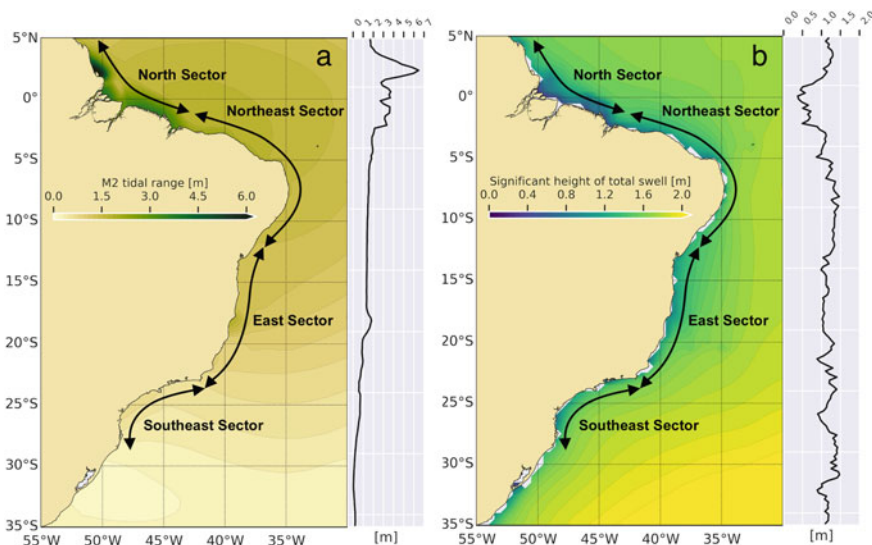 0 1 2 3 4 5 6 7
0.0 0.5 1.0 1.5 2.0
a
b
North Sector
Northeast Sector
M2 tidal range [m]
0.0 1.5 3.0 4.5 6.0
East Sector
Southeast Sector
5°N
0°
5°S
10°S
15°S
20°S
25°S
30°S
35°S
55°W 50°W 45°W 40°W 35°W
[m]
North Sector
Northeast Sector
Significant height of total swell [m]
0.0 0.4 0.8 1.2 1.6 2.0
East Sector
Southeast Sector
5°N
0°
5°S
10°S
15°S
20°S
25°S
30°S
35°S
55°W 50°W 45°W 40°W 35°W
[m]